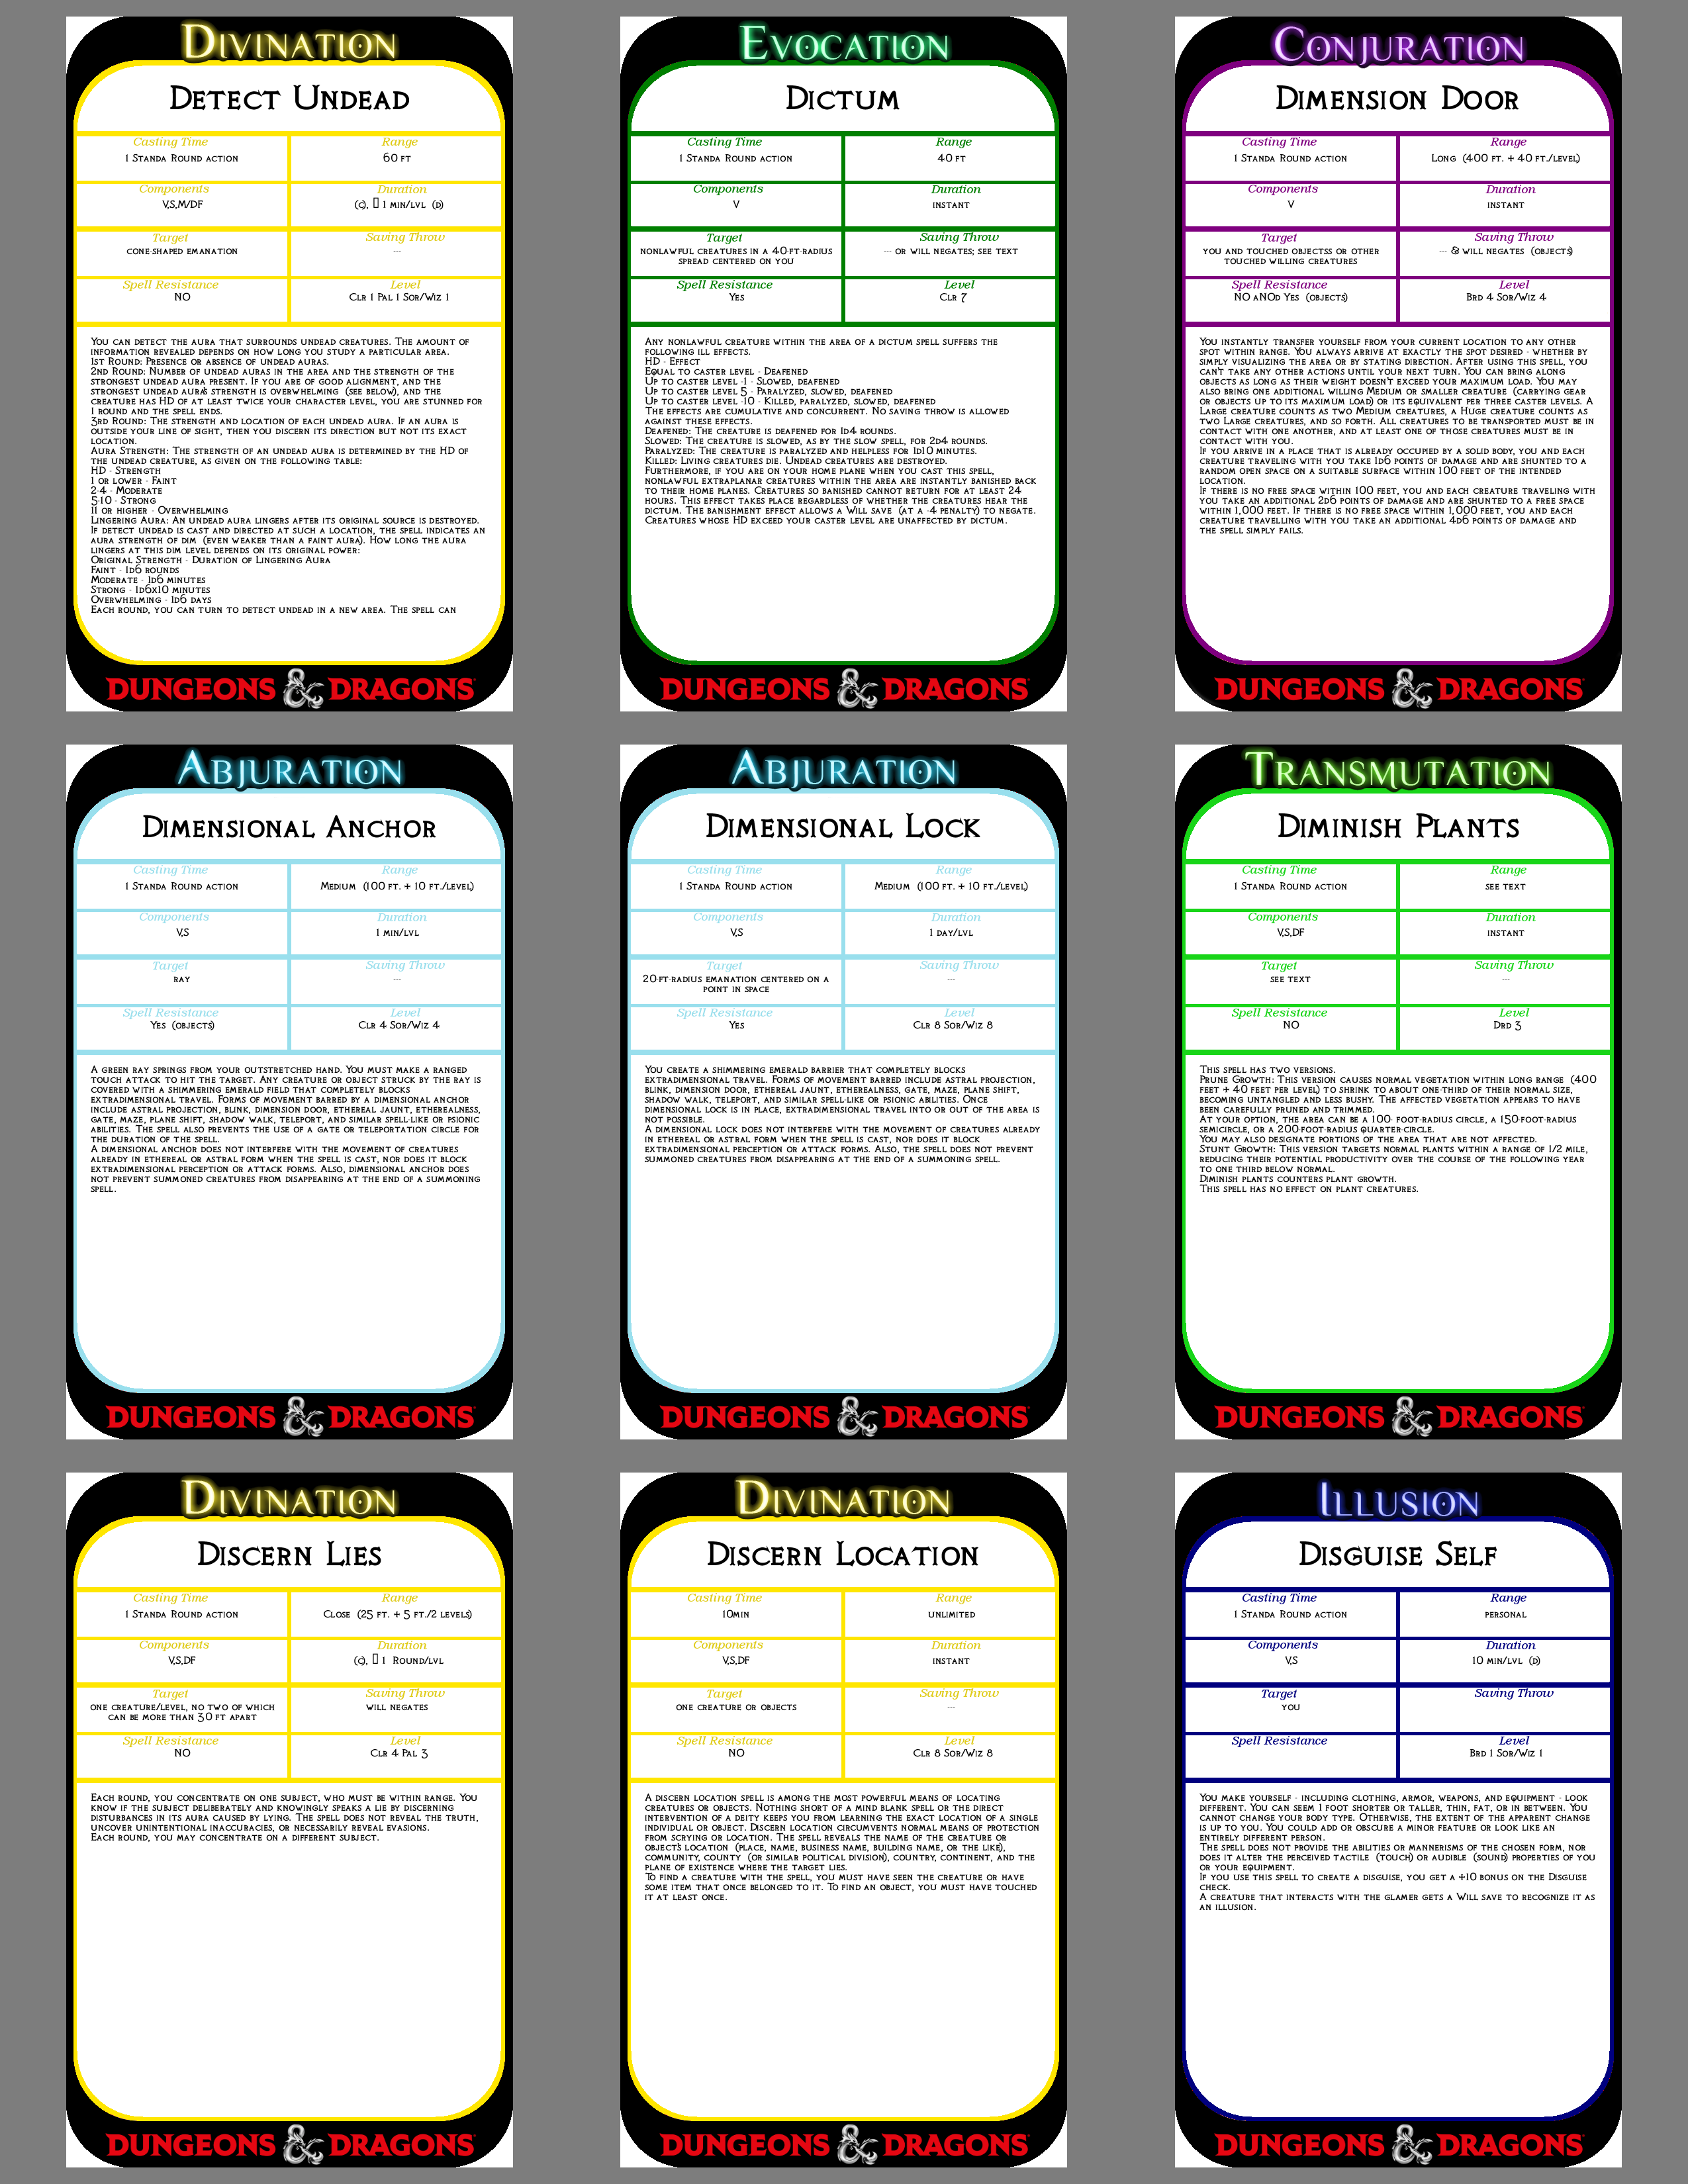 Divination
Detect Undead
Casting Time
1 Standa Round action
Range
60 ft
Components
V,S,M/DF
Duration
(c), 1 min/lvl (d)
Target
cone-shaped emanation
Saving Throw
---
Spell Resistance
NO
Level
Clr 1 Pal 1 Sor/Wiz 1
You can detect the aura that surrounds undead creatures. The amount of
information revealed depends on how long you study a particular area.
1st Round: Presence or absence of undead auras.
2nd Round: Number of undead auras in the area and the strength of the
strongest undead aura present. If you are of good alignment, and the
strongest undead aura's strength is overwhelming (see below), and the
creature has HD of at least twice your character level, you are stunned for
1 round and the spell ends.
3rd Round: The strength and location of each undead aura. If an aura is
outside your line of sight, then you discern its direction but not its exact
location.
Aura Strength: The strength of an undead aura is determined by the HD of
the undead creature, as given on the following table:
HD - Strength
1 or lower - Faint
2-4 - Moderate
5-10 - Strong
11 or higher - Overwhelming
Lingering Aura: An undead aura lingers after its original source is destroyed.
If detect undead is cast and directed at such a location, the spell indicates an
aura strength of dim (even weaker than a faint aura). How long the aura
lingers at this dim level depends on its original power:
Original Strength - Duration of Lingering Aura
Faint - 1d6 rounds
Moderate - 1d6 minutes
Strong - 1d6x10 minutes
Overwhelming - 1d6 days
Each round, you can turn to detect undead in a new area. The spell can
DUNGEONS & DRAGONS
Evocation
Dictum
Casting Time
1 Standa Round action
Range
40 ft
Components
V
Duration
instant
Target
nonlawful creatures in a 40-ft-radius
spread centered on you
Saving Throw
--- or will negates; see text
Spell Resistance
Yes
Level
Clr 7
Any nonlawful creature within the area of a dictum spell suffers the
following ill effects.
HD - Effect
Equal to caster level - Deafened
Up to caster level -1 - Slowed, deafened
Up to caster level 5 - Paralyzed, slowed, deafened
Up to caster level -10 - Killed, paralyzed, slowed, deafened
The effects are cumulative and concurrent. No saving throw is allowed
against these effects.
Deafened: The creature is deafened for 1d4 rounds.
Slowed: The creature is slowed, as by the slow spell, for 2d4 rounds.
Paralyzed: The creature is paralyzed and helpless for 1d10 minutes.
Killed: Living creatures die. Undead creatures are destroyed.
Furthermore, if you are on your home plane when you cast this spell,
nonlawful extraplanar creatures within the area are instantly banished back
to their home planes. Creatures so banished cannot return for at least 24
hours. This effect takes place regardless of whether the creatures hear the
dictum. The banishment effect allows a Will save (at a -4 penalty) to negate.
Creatures whose HD exceed your caster level are unaffected by dictum.
DUNGEONS & DRAGONS
Conjuration
Dimension Door
Casting Time
1 Standa Round action
Range
Long (400 ft. + 40 ft./level)
Components
V
Duration
instant
Target
you and touched objectss or other
touched willing creatures
Saving Throw
--- & will negates (objects)
Spell Resistance
NO aNOd Yes (objects)
Level
Brd 4 Sor/Wiz 4
You instantly transfer yourself from your current location to any other
spot within range. You always arrive at exactly the spot desired - whether by
simply visualizing the area or by stating direction. After using this spell, you
can't take any other actions until your next turn. You can bring along
objects as long as their weight doesn't exceed your maximum load. You may
also bring one additional willing Medium or smaller creature (carrying gear
or objects up to its maximum load) or its equivalent per three caster levels. A
Large creature counts as two Medium creatures, a Huge creature counts as
two Large creatures, and so forth. All creatures to be transported must be in
contact with one another, and at least one of those creatures must be in
contact with you.
If you arrive in a place that is already occupied by a solid body, you and each
creature traveling with you take 1d6 points of damage and are shunted to a
random open space on a suitable surface within 100 feet of the intended
location.
If there is no free space within 100 feet, you and each creature traveling with
you take an additional 2d6 points of damage and are shunted to a free space
within 1,000 feet. If there is no free space within 1,000 feet, you and each
creature travelling with you take an additional 4d6 points of damage and
the spell simply fails.
DUNGEONS & DRAGONS
Abjuration
Dimensional Anchor
Casting Time
1 Standa Round action
Range
Medium (100 ft. + 10 ft./level)
Components
V,S
Duration
1 min/lvl
Target
ray
Saving Throw
---
Spell Resistance
Yes (objects)
Level
Clr 4 Sor/Wiz 4
A green ray springs from your outstretched hand. You must make a ranged
touch attack to hit the target. Any creature or object struck by the ray is
covered with a shimmering emerald field that completely blocks
extradimensional travel. Forms of movement barred by a dimensional anchor
include astral projection, blink, dimension door, ethereal jaunt, etherealness,
gate, maze, plane shift, shadow walk, teleport, and similar spell-like or psionic
abilities. The spell also prevents the use of a gate or teleportation circle for
the duration of the spell.
A dimensional anchor does not interfere with the movement of creatures
already in ethereal or astral form when the spell is cast, nor does it block
extradimensional perception or attack forms. Also, dimensional anchor does
not prevent summoned creatures from disappearing at the end of a summoning
spell.
DUNGEONS & DRAGONS
Abjuration
Dimensional Lock
Casting Time
1 Standa Round action
Range
Medium (100 ft. + 10 ft./level)
Components
V,S
Duration
1 day/lvl
Target
20-ft-radius emanation centered on a
point in space
Saving Throw
---
Spell Resistance
Yes
Level
Clr 8 Sor/Wiz 8
You create a shimmering emerald barrier that completely blocks
extradimensional travel. Forms of movement barred include astral projection,
blink, dimension door, ethereal jaunt, etherealness, gate, maze, plane shift,
shadow walk, teleport, and similar spell-like or psionic abilities. Once
dimensional lock is in place, extradimensional travel into or out of the area is
not possible.
A dimensional lock does not interfere with the movement of creatures already
in ethereal or astral form when the spell is cast, nor does it block
extradimensional perception or attack forms. Also, the spell does not prevent
summoned creatures from disappearing at the end of a summoning spell.
DUNGEONS & DRAGONS
Transmutation
Diminish Plants
Casting Time
1 Standa Round action
Range
see text
Components
V,S,DF
Duration
instant
Target
see text
Saving Throw
---
Spell Resistance
NO
Level
Drd 3
This spell has two versions.
Prune Growth: This version causes normal vegetation within long range (400
feet + 40 feet per level) to shrink to about one-third of their normal size,
becoming untangled and less bushy. The affected vegetation appears to have
been carefully pruned and trimmed.
At your option, the area can be a 100- foot-radius circle, a 150-foot-radius
semicircle, or a 200-foot-radius quarter-circle.
You may also designate portions of the area that are not affected.
Stunt Growth: This version targets normal plants within a range of 1/2 mile,
reducing their potential productivity over the course of the following year
to one third below normal.
Diminish plants counters plant growth.
This spell has no effect on plant creatures.
DUNGEONS & DRAGONS
Divination
Discern Lies
Casting Time
1 Standa Round action
Range
Close (25 ft. + 5 ft./2 levels)
Components
V,S,DF
Duration
(c), 1 Round/lvl
Target
one creature/level, no two of which
can be more than 30 ft apart
Saving Throw
will negates
Spell Resistance
NO
Level
Clr 4 Pal 3
Each round, you concentrate on one subject, who must be within range. You
know if the subject deliberately and knowingly speaks a lie by discerning
disturbances in its aura caused by lying. The spell does not reveal the truth,
uncover unintentional inaccuracies, or necessarily reveal evasions.
Each round, you may concentrate on a different subject.
DUNGEONS & DRAGONS
Divination
Discern Location
Casting Time
10min
Range
unlimited
Components
V,S,DF
Duration
instant
Target
one creature or objects
Saving Throw
---
Spell Resistance
NO
Level
Clr 8 Sor/Wiz 8
A discern location spell is among the most powerful means of locating
creatures or objects. Nothing short of a mind blank spell or the direct
intervention of a deity keeps you from learning the exact location of a single
individual or object. Discern location circumvents normal means of protection
from scrying or location. The spell reveals the name of the creature or
object's location (place, name, business name, building name, or the like),
community, county (or similar political division), country, continent, and the
plane of existence where the target lies.
To find a creature with the spell, you must have seen the creature or have
some item that once belonged to it. To find an object, you must have touched
it at least once.
DUNGEONS & DRAGONS
Illusion
Disguise Self
Casting Time
1 Standa Round action
Range
personal
Components
V,S
Duration
10 min/lvl (d)
Target
you
Saving Throw
Spell Resistance
Level
Brd 1 Sor/Wiz 1
You make yourself - including clothing, armor, weapons, and equipment - look
different. You can seem 1 foot shorter or taller, thin, fat, or in between. You
cannot change your body type. Otherwise, the extent of the apparent change
is up to you. You could add or obscure a minor feature or look like an
entirely different person.
The spell does not provide the abilities or mannerisms of the chosen form, nor
does it alter the perceived tactile (touch) or audible (sound) properties of you
or your equipment.
If you use this spell to create a disguise, you get a +10 bonus on the Disguise
check.
A creature that interacts with the glamer gets a Will save to recognize it as
an illusion.
DUNGEONS & DRAGONS